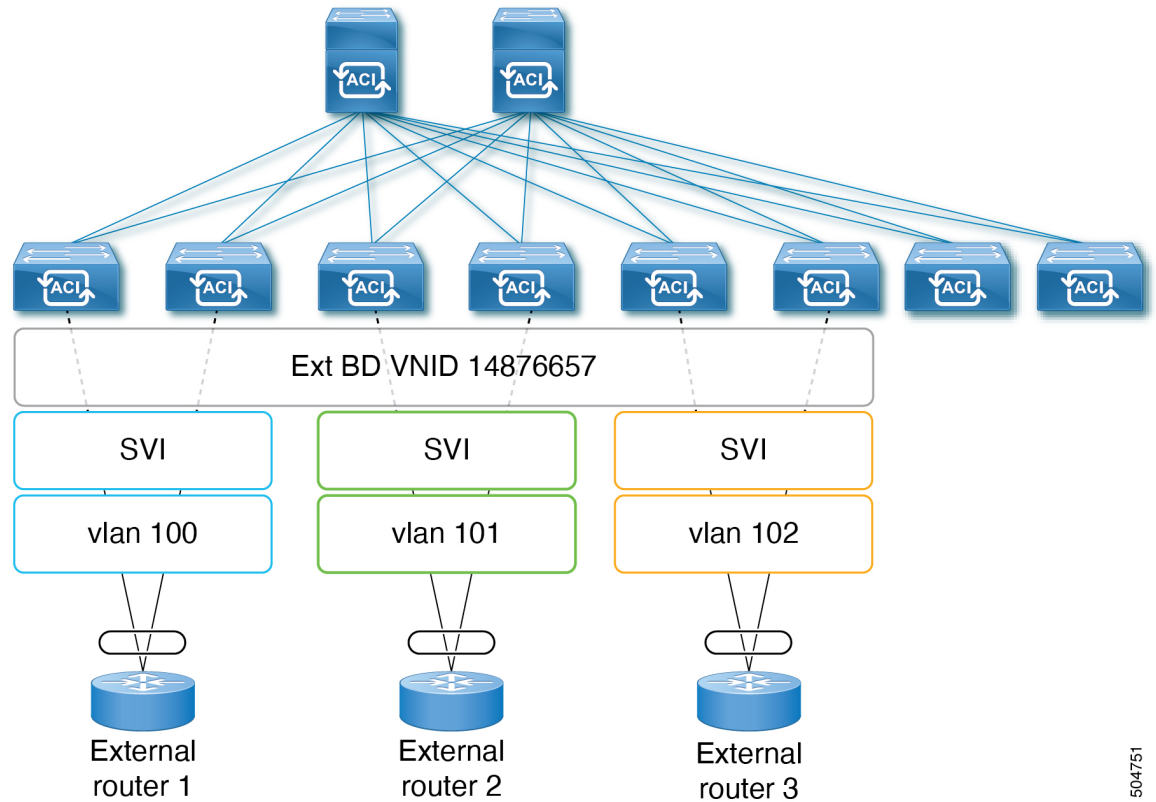 ACI
ACI
ACI
ACI
ACI
ACI
ACI
ACI
ACI
ACI
Ext BD VNID 14876657
SVI
SVI
SVI
vlan 100
vlan 101
vlan 102
External
router 1
External
router 2
External
router 3
504751